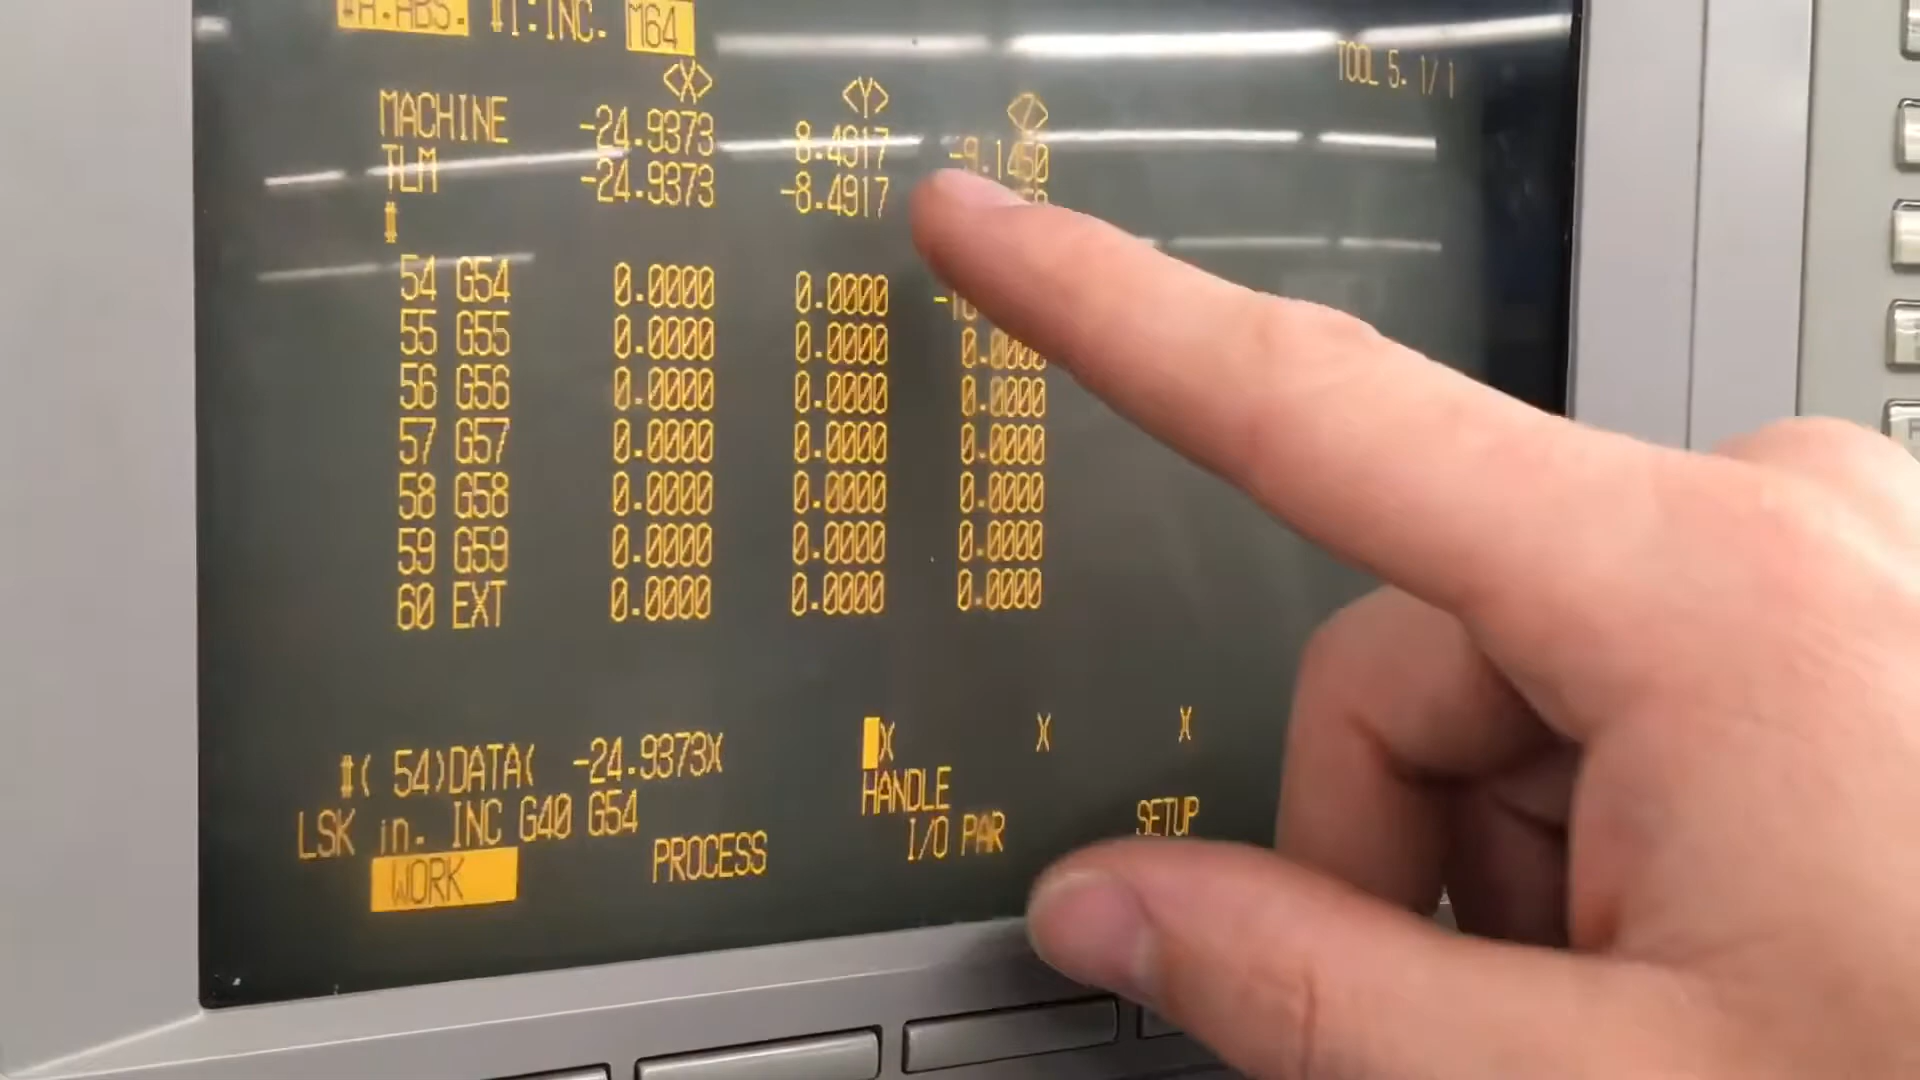 #A:ABS. #I:INC. M64
TOOL 5. 1/ 1
<X> <Y> <Z>
MACHINE -24.9373 8.4917 -9.1450
TLM -24.9373 -8.4917
#
54 G54 0.0000 0.0000
55 G55 0.0000 0.0000 0.0000
56 G56 0.0000 0.0000 0.0000
57 G57 0.0000 0.0000 0.0000
58 G58 0.0000 0.0000 0.0000
59 G59 0.0000 0.0000 0.0000
60 EXT 0.0000 0.0000 0.0000
#( 54)DATA( -24.9373X X X X
LSK in. INC G40 G54 HANDLE
WORK PROCESS I/O PAR SETUP